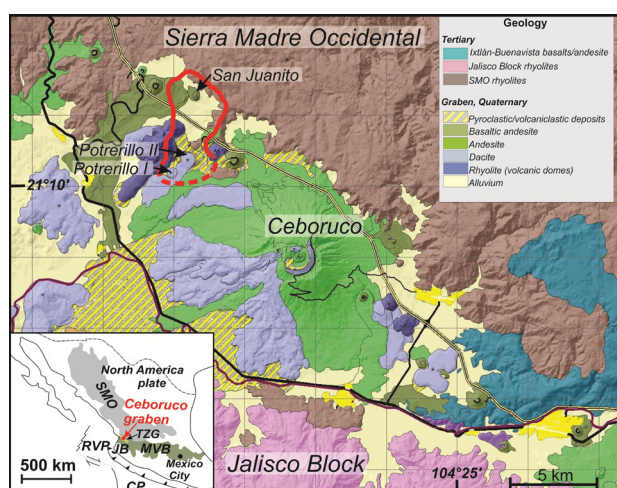 Sierra Madre Occidental
San Juanito
Potrerillo II
Potrerillo I
21°10'
Ceboruco
Jalisco Block
104°25'
5 km
Geology
Tertiary
Ixtlán-Buenavista basalts/andesite
Jalisco Block rhyolites
SMO rhyolites
Graben, Quaternary
Pyroclastic/volcaniclastic deposits
Basaltic andesite
Andesite
Dacite
Rhyolite (volcanic domes)
Alluvium
North America
plate
SMO
Ceboruco
graben
TZG
RVP
JB
MVB
Mexico
City
500 km
CP